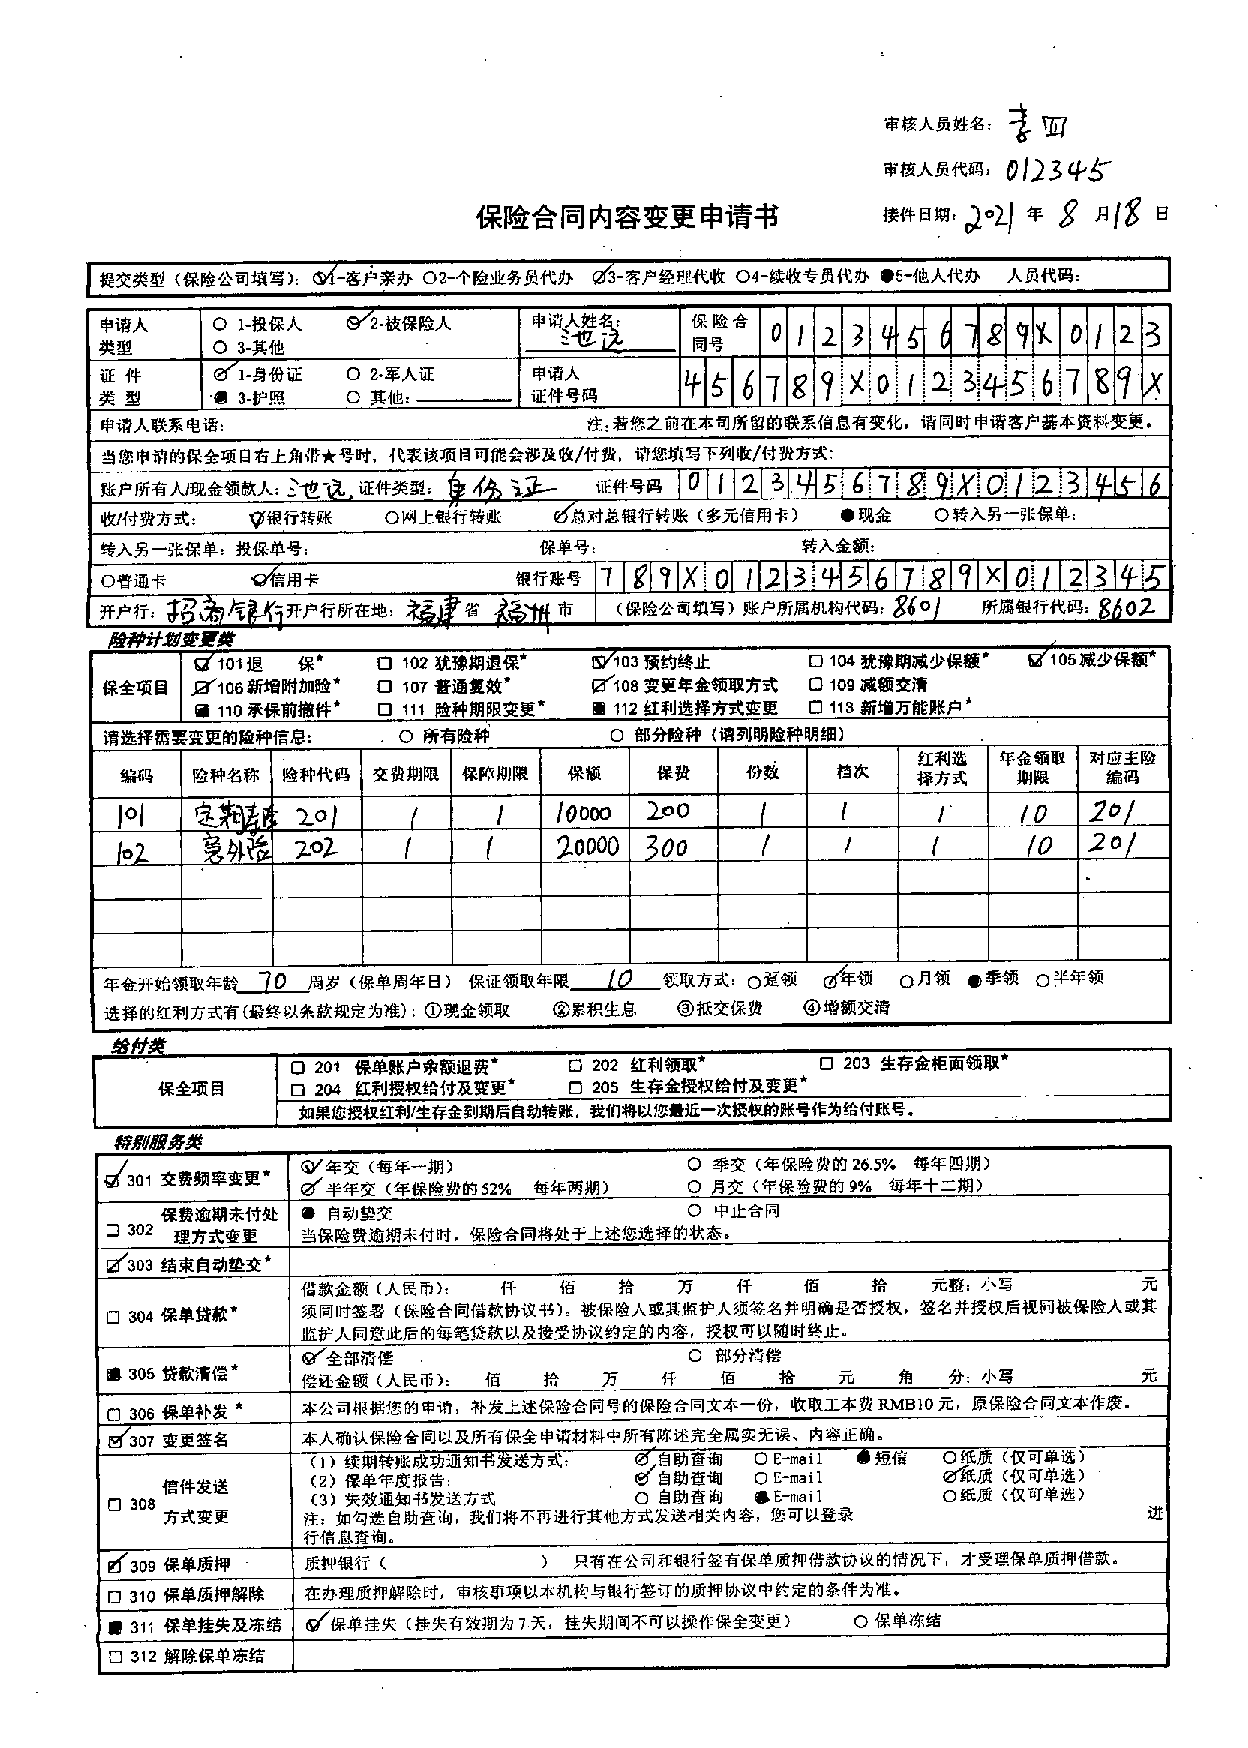 审核人员姓名：李四
审核人员代码：012345
保险合同内容变更申请书
接件日期：2021年8月18日
提交类型（保险公司填写）：☑1-客户亲办 ○2-个险业务员代办 ☑3-客户经理代收 ○4-续收专员代办 ●5-他人代办 人员代码：
申请人类型 ○ 1-投保人 ☑ 2-被保险人 ○ 3-其他 申请人姓名：池远 保险合同号 0123456789X0123
证件类型 ☑ 1-身份证 ○ 2-军人证 ■ 3-护照 ○ 其他： 申请人证件号码 456789X0123456789X
申请人联系电话： 注：若您之前在本司所留的联系信息有变化，请同时申请客户基本资料变更。
当您申请的保全项目右上角带★号时，代表该项目可能会涉及收/付费，请您填写下列收/付费方式：
账户所有人/现金领款人：池远 证件类型：身份证 证件号码 0123456789X0123456
收/付费方式： ☑银行转账 ○网上银行转账 ☑总对总银行转账（多元信用卡） ●现金 ○转入另一张保单：
转入另一张保单：投保单号： 保单号： 转入金额：
○普通卡 ☑信用卡 银行账号 789X0123456789X012345
开户行：招商银行 开户行所在地：福建省 福州市 （保险公司填写）账户所属机构代码：8601 所属银行代码：8602
险种计划变更类
保全项目
☑ 101退 保* □ 102 犹豫期退保* ☑ 103 预约终止 □ 104 犹豫期减少保额* ☑ 105减少保额*
☑ 106 新增附加险* □ 107 普通复效* ☑ 108 变更年金领取方式 □ 109 减额交清
■ 110 承保前撤件* □ 111 险种期限变更* ■ 112 红利选择方式变更 □ 113 新增万能账户*
请选择需要变更的险种信息： ○ 所有险种 ○ 部分险种（请列明险种明细）
编码 险种名称 险种代码 交费期限 保障期限 保额 保费 份数 档次 红利选择方式 年金领取期限 对应主险编码
101 定期寿险 201 1 1 10000 200 1 1 1 10 201
102 意外险 202 1 1 20000 300 1 1 1 10 201
年金开始领取年龄 70 周岁（保单周年日） 保证领取年限 10 领取方式：○趸领 ☑年领 ○月领 ●季领 ○半年领
选择的红利方式有(最终以条款规定为准)：①现金领取 ②累积生息 ③抵交保费 ④增额交清
给付类
保全项目
□ 201 保单账户余额退费* □ 202 红利领取* □ 203 生存金柜面领取*
□ 204 红利授权给付及变更* □ 205 生存金授权给付及变更*
如果您授权红利/生存金到期后自动转账，我们将以您最近一次授权的账号作为给付账号。
特别服务类
☑ 301 交费频率变更* ☑ 年交（每年一期） ○ 季交（年保险费的26.5% 每年四期）
☑ 半年交（年保险费的52% 每年两期） ○ 月交（年保险费的9% 每年十二期）
□ 302 保费逾期未付处理方式变更 ● 自动垫交 ○ 中止合同
当保险费逾期未付时，保险合同将处于上述您选择的状态。
☑ 303 结束自动垫交*
□ 304 保单贷款* 借款金额（人民币）： 仟 佰 拾 万 仟 佰 拾 元整；小写 元
须同时签署（保险合同借款协议书）。被保险人或其监护人须签名并明确是否授权，签名并授权后视同被保险人或其
监护人同意此后的每笔贷款以及接受协议约定的内容，授权可以随时终止。
■ 305 贷款清偿* ☑ 全部清偿 ○ 部分清偿
偿还金额（人民币）： 佰 拾 万 仟 佰 拾 元 角 分；小写 元
□ 306 保单补发* 本公司根据您的申请，补发上述保险合同号的保险合同文本一份，收取工本费RMB10元，原保险合同文本作废。
☑ 307 变更签名 本人确认保险合同以及所有保全申请材料中所有陈述完全属实无误、内容正确。
□ 308 信件发送方式变更 （1）续期转账成功通知书发送方式： ☑自助查询 ○E-mail ●短信 ○纸质（仅可单选）
（2）保单年度报告： ☑自助查询 ○E-mail ☑纸质（仅可单选）
（3）失效通知书发送方式 ○ 自助查询 ●E-mail ○纸质（仅可单选）
注：如勾选自助查询，我们将不再进行其他方式发送相关内容，您可以登录 进
行信息查询。
☑ 309 保单质押 质押银行（ ） 只有在公司和银行签有保单质押借款协议的情况下，才受理保单质押借款。
□ 310 保单质押解除 在办理质押解除时，审核事项以本机构与银行签订的质押协议中约定的条件为准。
■ 311 保单挂失及冻结 ☑ 保单挂失（挂失有效期为7天，挂失期间不可以操作保全变更） ○ 保单冻结
□ 312 解除保单冻结